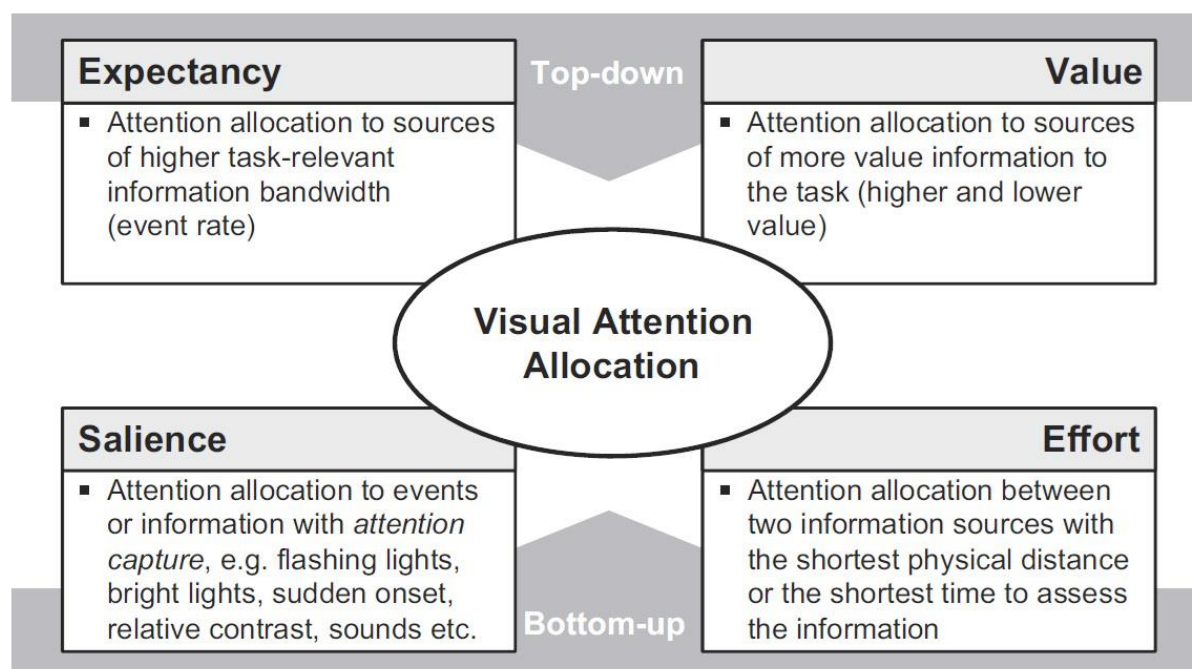 Top-down
Expectancy
▪ Attention allocation to sources
of higher task-relevant
information bandwidth
(event rate)
Value
▪ Attention allocation to sources
of more value information to
the task (higher and lower
value)
Visual Attention
Allocation
Salience
▪ Attention allocation to events
or information with attention
capture, e.g. flashing lights,
bright lights, sudden onset,
relative contrast, sounds etc.
Effort
▪ Attention allocation between
two information sources with
the shortest physical distance
or the shortest time to assess
the information
Bottom-up